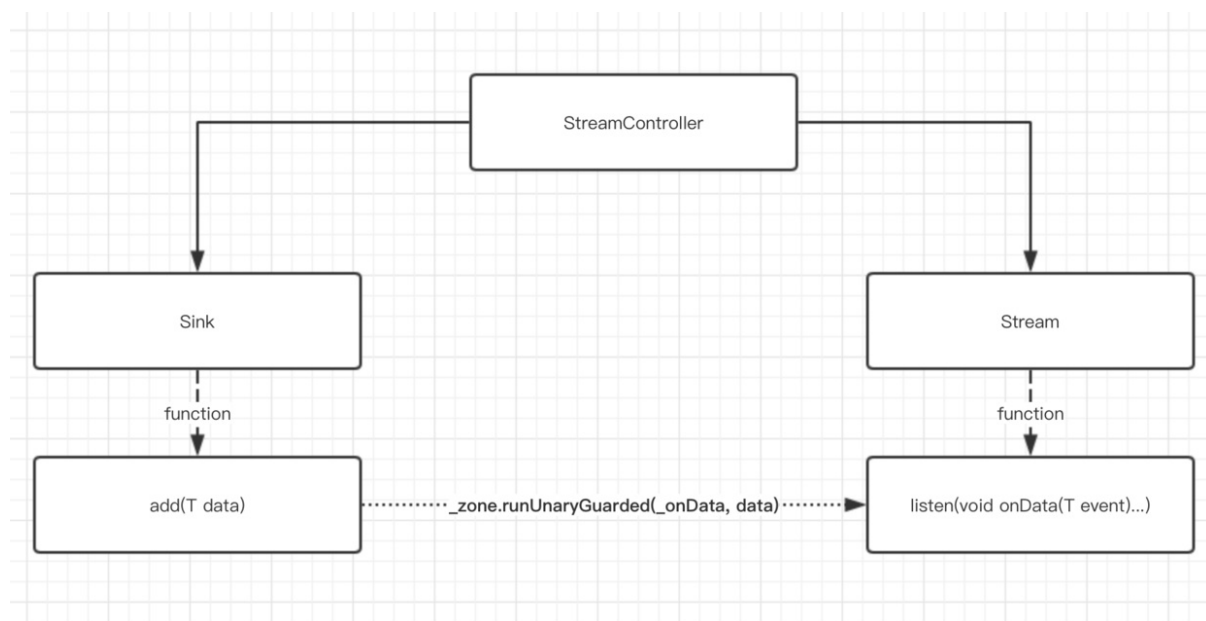 StreamController
Sink
Stream
function
function
add(T data)
_zone.runUnaryGuarded(_onData, data)
listen(void onData(T event)...)